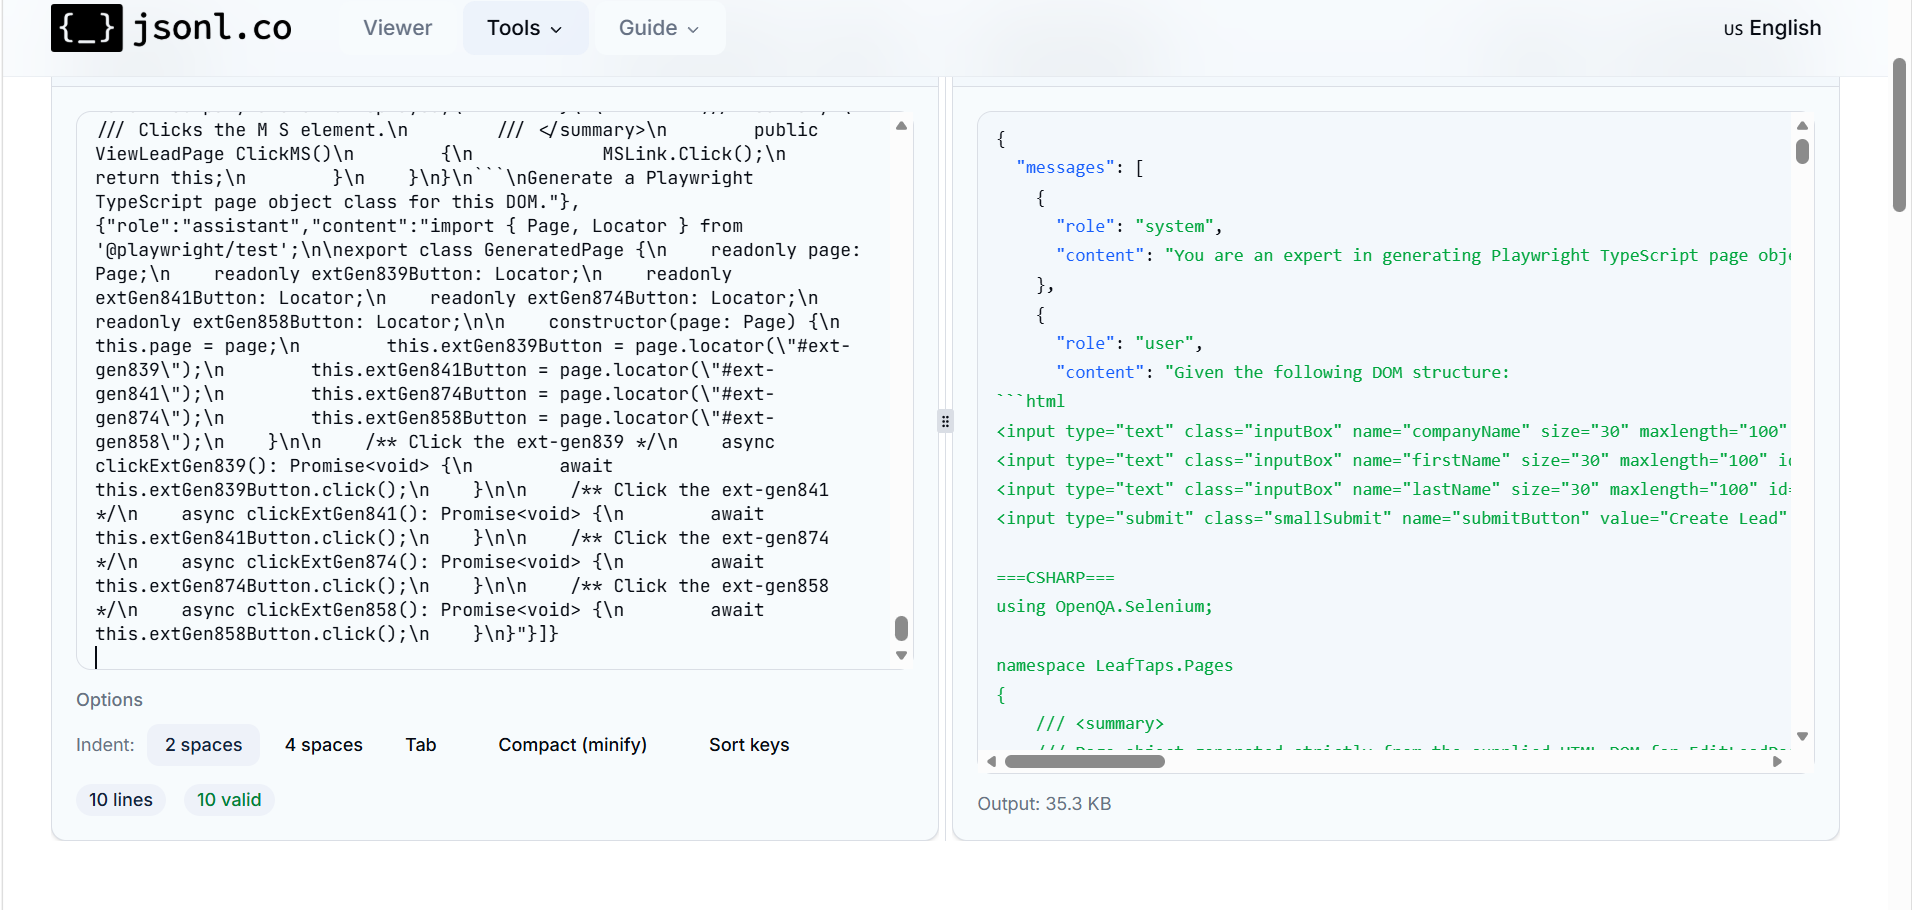 {_} jsonl.co
Viewer
Tools
Guide
US English
/// Clicks the M S element.\n        /// </summary>\n        public
ViewLeadPage ClickMS()\n        {\n            MSLink.Click();\n
return this;\n        }\n    }\n}\n```\nGenerate a Playwright
TypeScript page object class for this DOM."},
{"role":"assistant","content":"import { Page, Locator } from
'@playwright/test';\n\nexport class GeneratedPage {\n    readonly page:
Page;\n    readonly extGen839Button: Locator;\n    readonly
extGen841Button: Locator;\n    readonly extGen874Button: Locator;\n
readonly extGen858Button: Locator;\n\n    constructor(page: Page) {\n
this.page = page;\n        this.extGen839Button = page.locator(\"#ext-
gen839\");\n        this.extGen841Button = page.locator(\"#ext-
gen841\");\n        this.extGen874Button = page.locator(\"#ext-
gen874\");\n        this.extGen858Button = page.locator(\"#ext-
gen858\");\n    }\n\n    /** Click the ext-gen839 */\n    async
clickExtGen839(): Promise<void> {\n        await
this.extGen839Button.click();\n    }\n\n    /** Click the ext-gen841
*/\n    async clickExtGen841(): Promise<void> {\n        await
this.extGen841Button.click();\n    }\n\n    /** Click the ext-gen874
*/\n    async clickExtGen874(): Promise<void> {\n        await
this.extGen874Button.click();\n    }\n\n    /** Click the ext-gen858
*/\n    async clickExtGen858(): Promise<void> {\n        await
this.extGen858Button.click();\n    }\n}"}]}
Options
Indent:
2 spaces
4 spaces
Tab
Compact (minify)
Sort keys
10 lines
10 valid
{
  "messages": [
    {
      "role": "system",
      "content": "You are an expert in generating Playwright TypeScript page obj
    },
    {
      "role": "user",
      "content": "Given the following DOM structure:
```html
<input type="text" class="inputBox" name="companyName" size="30" maxlength="100"
<input type="text" class="inputBox" name="firstName" size="30" maxlength="100" i
<input type="text" class="inputBox" name="lastName" size="30" maxlength="100" id=
<input type="submit" class="smallSubmit" name="submitButton" value="Create Lead"
===CSHARP===
using OpenQA.Selenium;
namespace LeafTaps.Pages
{
    /// <summary>
    /// Page object generated strictly from the supplied HTML DOM for
Output: 35.3 KB